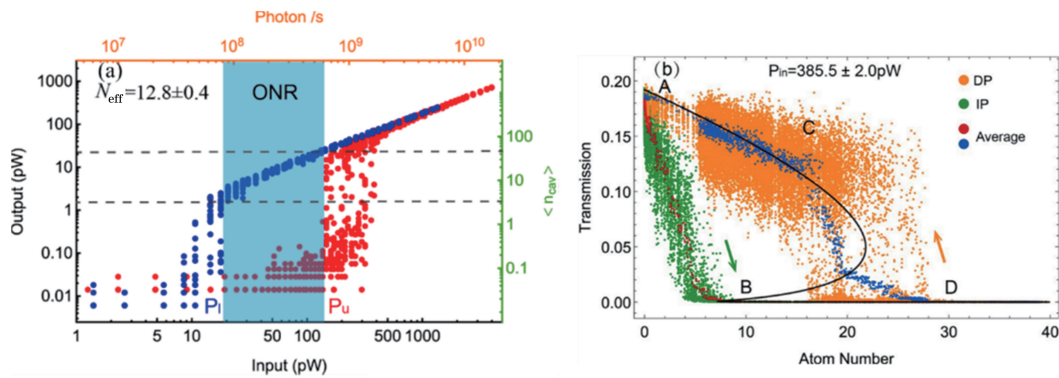 Photon /s
10⁷ 10⁸ 10⁹ 10¹⁰
(a)
N_eff=12.8±0.4
ONR
1000
100
10
1
0.10
0.01
Output (pW)
100
10
0.1
< n_cav >
P_l
P_u
1 5 10 50 100 500 1000
Input (pW)
(b)
P_in=385.5 ± 2.0pW
A
C
DP
IP
Average
B
D
0.20
0.15
0.10
0.05
0.00
Transmission
0 10 20 30 40
Atom Number